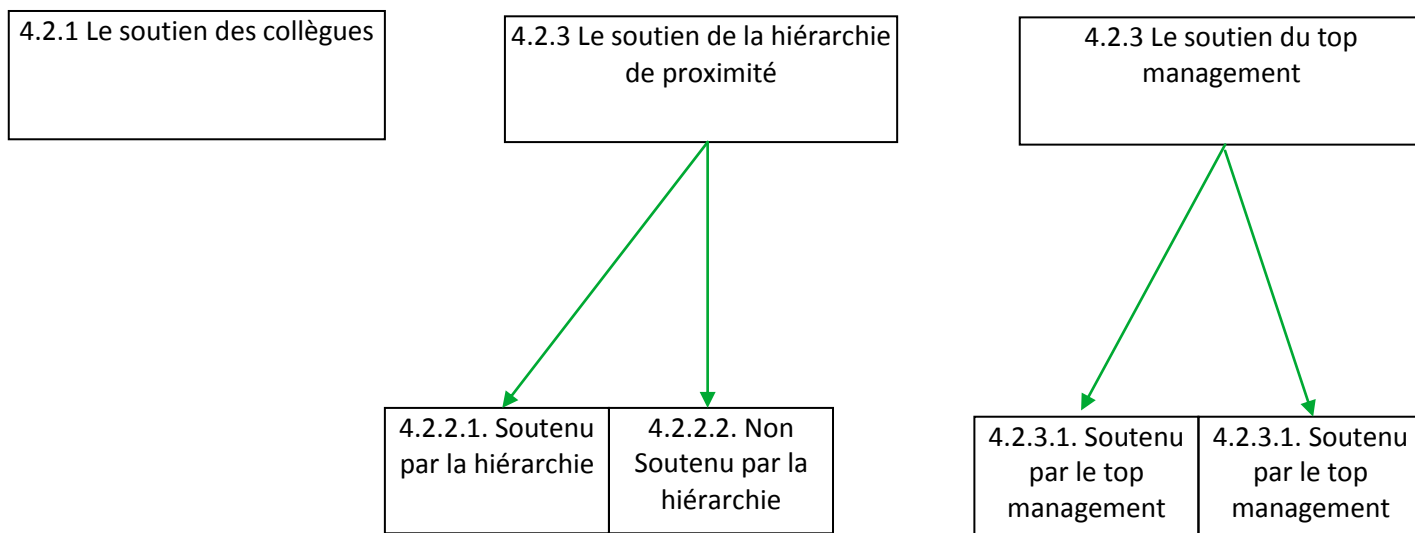 4.2.1 Le soutien des collègues
4.2.3 Le soutien de la hiérarchie
de proximité
4.2.3 Le soutien du top
management
4.2.2.1. Soutenu
par la hiérarchie
4.2.2.2. Non
Soutenu par la
hiérarchie
4.2.3.1. Soutenu
par le top
management
4.2.3.1. Soutenu
par le top
management